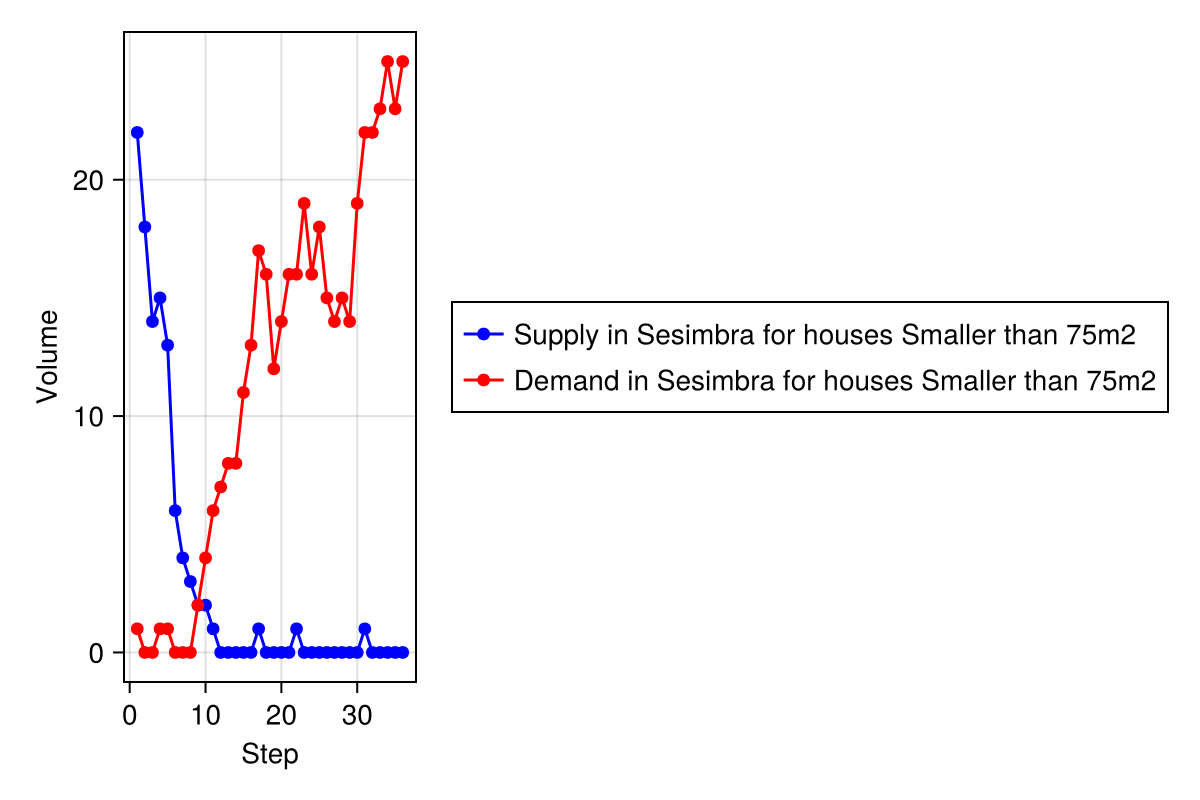 20
10
0
Volume
0 10 20 30
Step
Supply in Sesimbra for houses Smaller than 75m2
Demand in Sesimbra for houses Smaller than 75m2